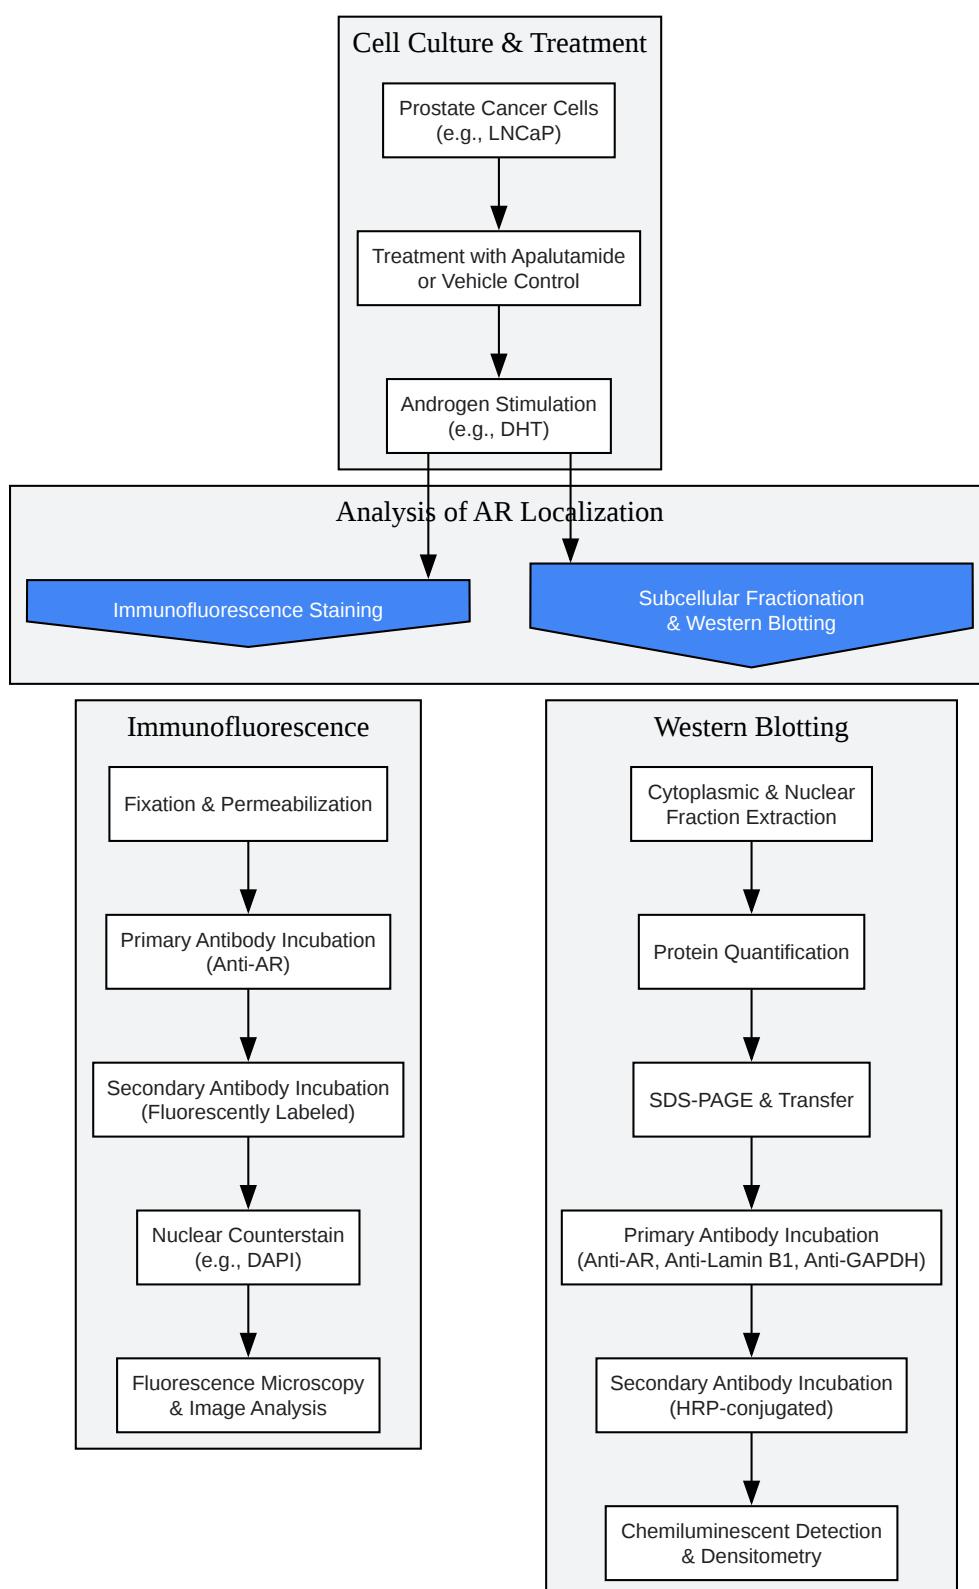 Cell Culture & Treatment
Prostate Cancer Cells
(e.g., LNCaP)
Treatment with Apalutamide
or Vehicle Control
Androgen Stimulation
(e.g., DHT)
Analysis of AR Localization
Immunofluorescence Staining
Subcellular Fractionation
& Western Blotting
Immunofluorescence
Fixation & Permeabilization
Primary Antibody Incubation
(Anti-AR)
Secondary Antibody Incubation
(Fluorescently Labeled)
Nuclear Counterstain
(e.g., DAPI)
Fluorescence Microscopy
& Image Analysis
Western Blotting
Cytoplasmic & Nuclear
Fraction Extraction
Protein Quantification
SDS-PAGE & Transfer
Primary Antibody Incubation
(Anti-AR, Anti-Lamin B1, Anti-GAPDH)
Secondary Antibody Incubation
(HRP-conjugated)
Chemiluminescent Detection
& Densitometry